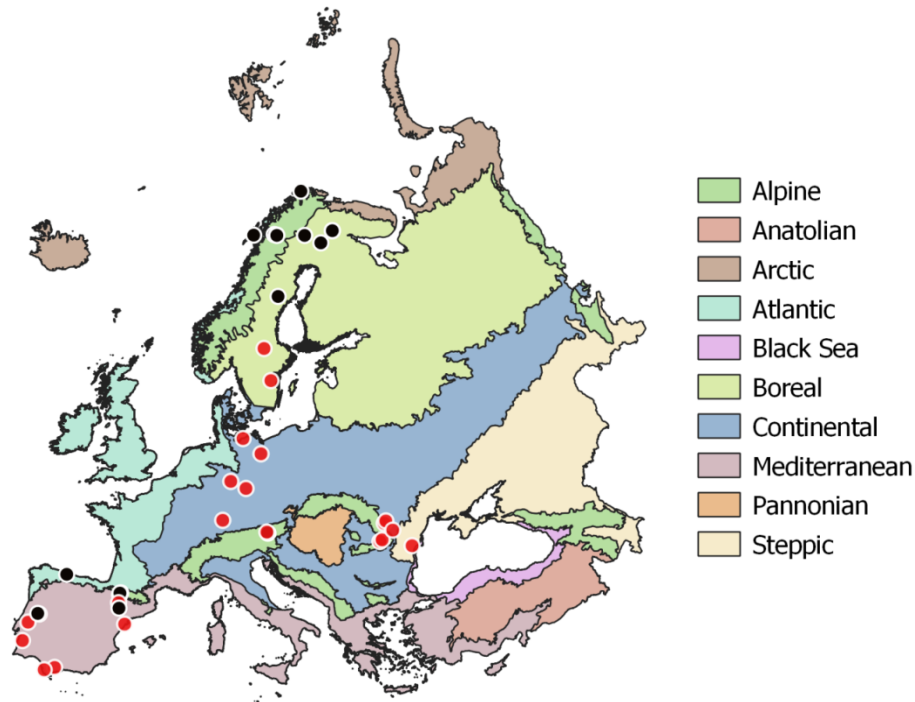 Alpine
Anatolian
Arctic
Atlantic
Black Sea
Boreal
Continental
Mediterranean
Pannonian
Steppic